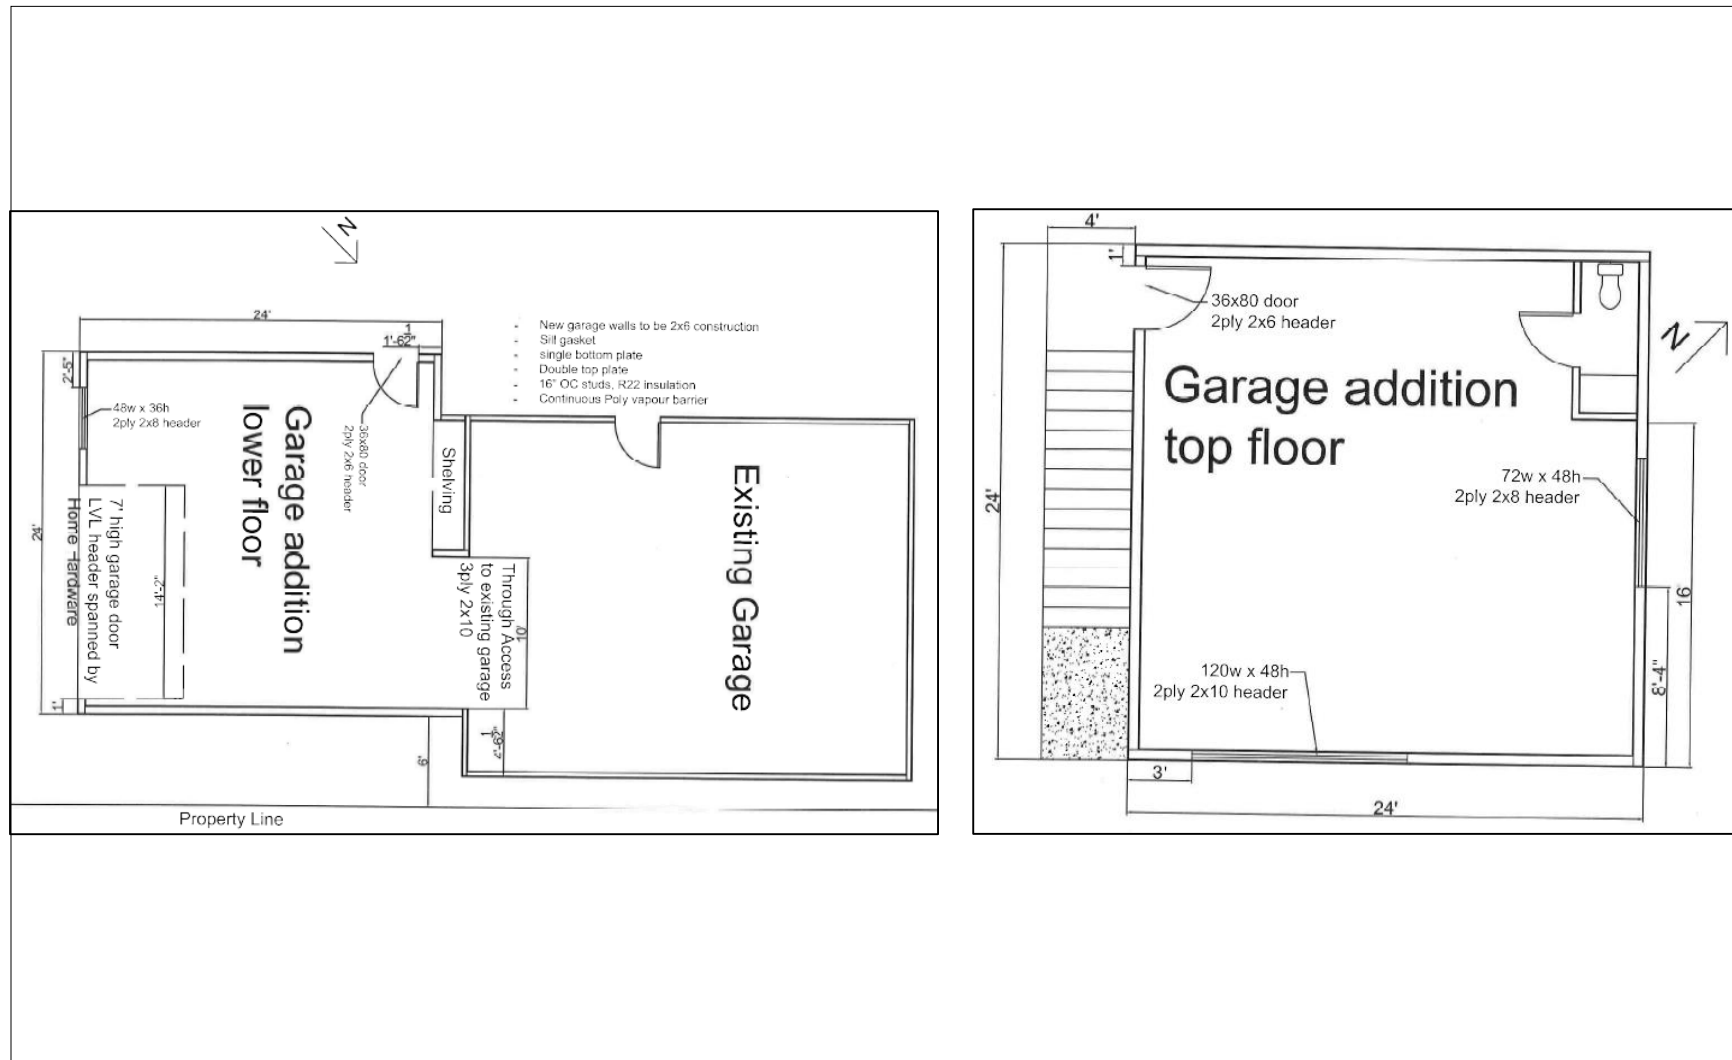 N
24'
1'-6 1/2"
- New garage walls to be 2x6 construction
- Sill gasket
- single bottom plate
- Double top plate
- 16" OC studs, R22 insulation
- Continuous Poly vapour barrier
2'-5"
48w x 36h
2ply 2x8 header
Garage addition
lower floor
36x80 door
2ply 2x6 header
Shelving
Existing Garage
24'
7' high garage door
LVL header spanned by
Home Hardware
14'-2"
Through Access
to existing garage
3ply 2x10
10'
1'
6'
Property Line
4'
1'
36x80 door
2ply 2x6 header
N
Garage addition
top floor
24'
72w x 48h
2ply 2x8 header
16'
120w x 48h
2ply 2x10 header
8'-4"
3'
24'